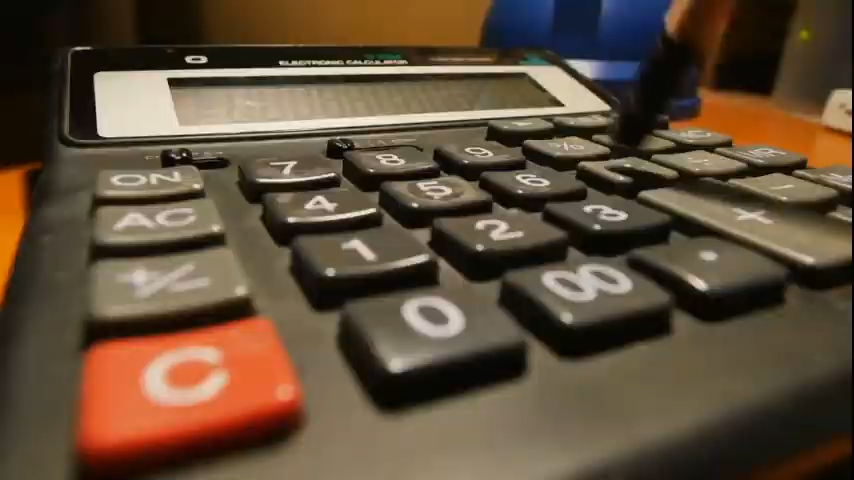 ELECTRONIC CALCULATOR
ON 7 8 9 %
AC 4 5 6
+/- 1 2 3 +
C 0 00 .